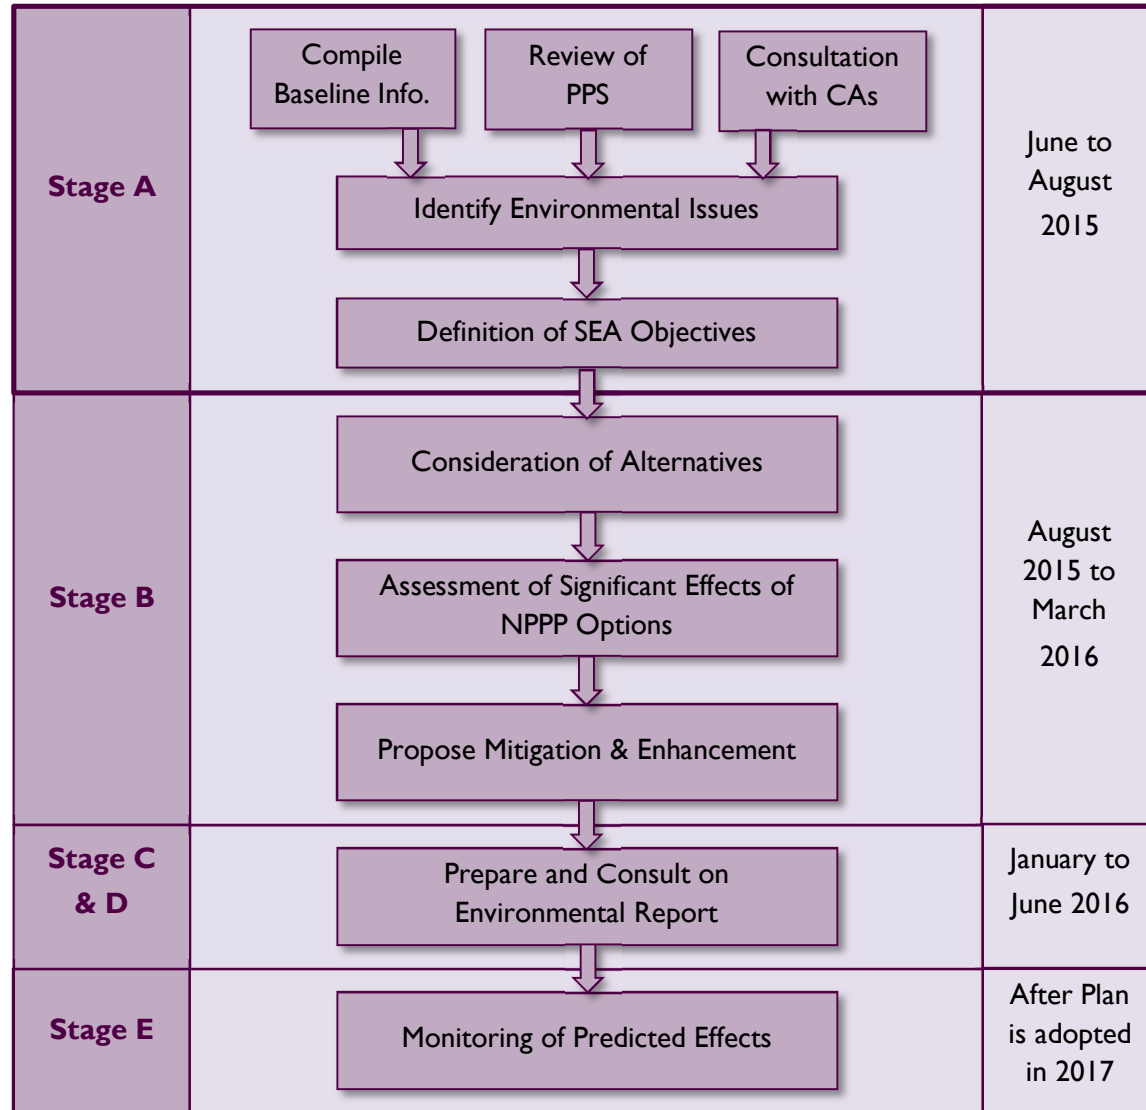 Stage A
Compile
Baseline Info.
Review of
PPS
Consultation
with CAs
Identify Environmental Issues
Definition of SEA Objectives
June to
August
2015
Stage B
Consideration of Alternatives
Assessment of Significant Effects of
NPPP Options
Propose Mitigation & Enhancement
August
2015 to
March
2016
Stage C
& D
Prepare and Consult on
Environmental Report
January to
June 2016
Stage E
Monitoring of Predicted Effects
After Plan
is adopted
in 2017